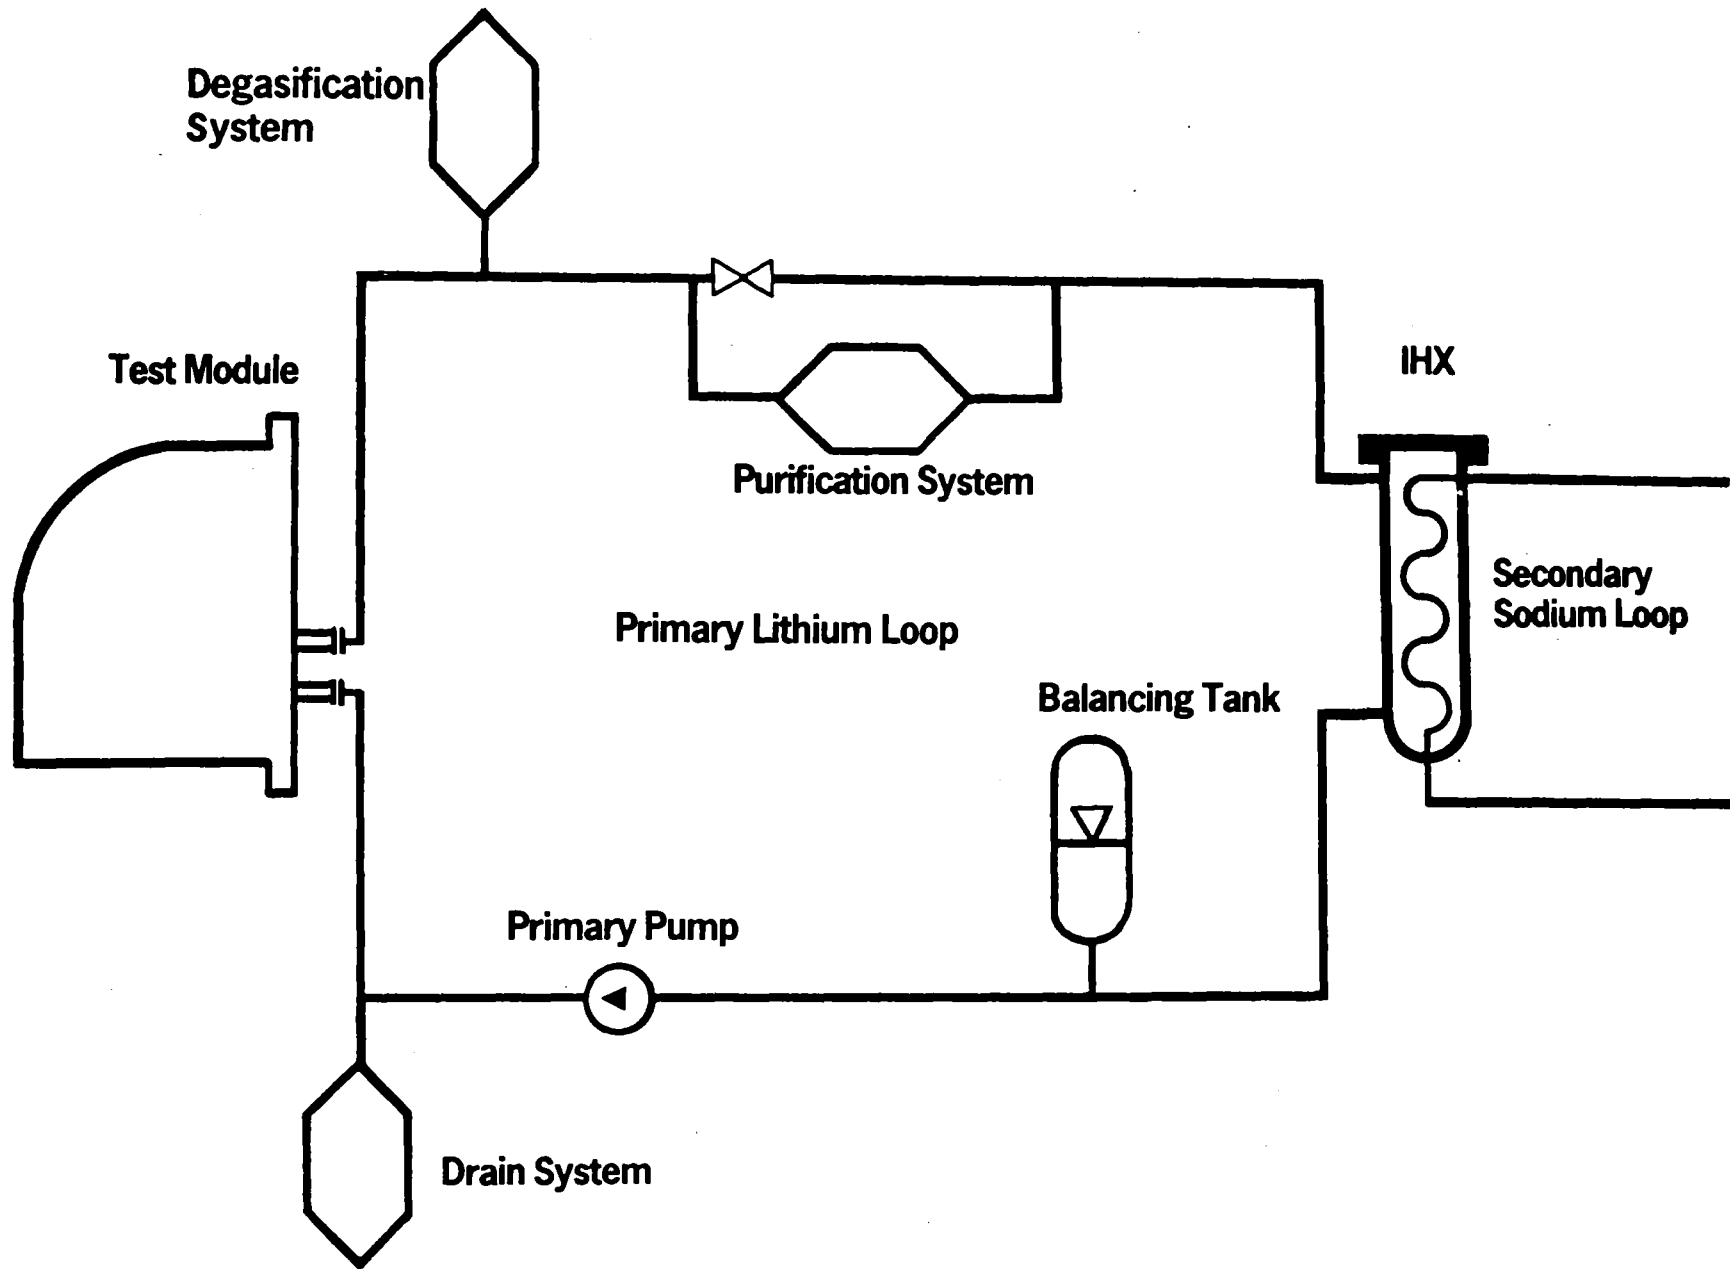 Degasification
System
Test Module
IHX
Purification System
Secondary
Sodium Loop
Primary Lithium Loop
Balancing Tank
Primary Pump
Drain System